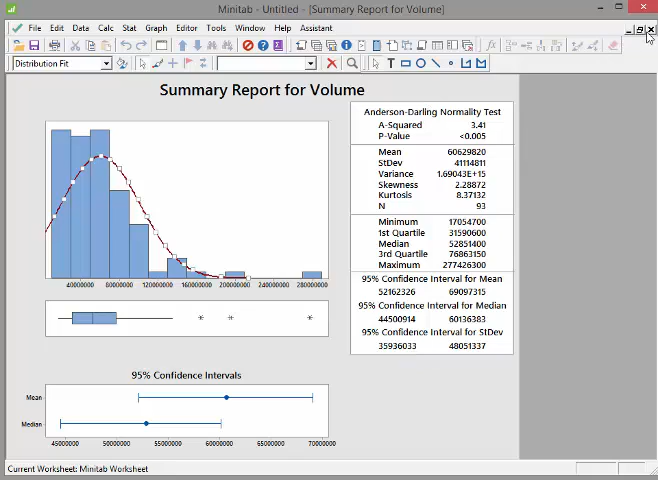 Minitab - Untitled - [Summary Report for Volume]
File Edit Data Calc Stat Graph Editor Tools Window Help Assistant
Distribution Fit
Summary Report for Volume
Anderson-Darling Normality Test
A-Squared 3.41
P-Value <0.005
Mean 60629820
StDev 41114811
Variance 1.69043E+15
Skewness 2.28872
Kurtosis 8.37132
N 93
Minimum 17054700
1st Quartile 31590600
Median 52851400
3rd Quartile 76863150
Maximum 277426300
95% Confidence Interval for Mean
52162326 69097315
95% Confidence Interval for Median
44500914 60136383
95% Confidence Interval for StDev
35936033 48051337
40000000 80000000 120000000 160000000 200000000 240000000 280000000
95% Confidence Intervals
Mean
Median
45000000 50000000 55000000 60000000 65000000 70000000
Current Worksheet: Minitab Worksheet